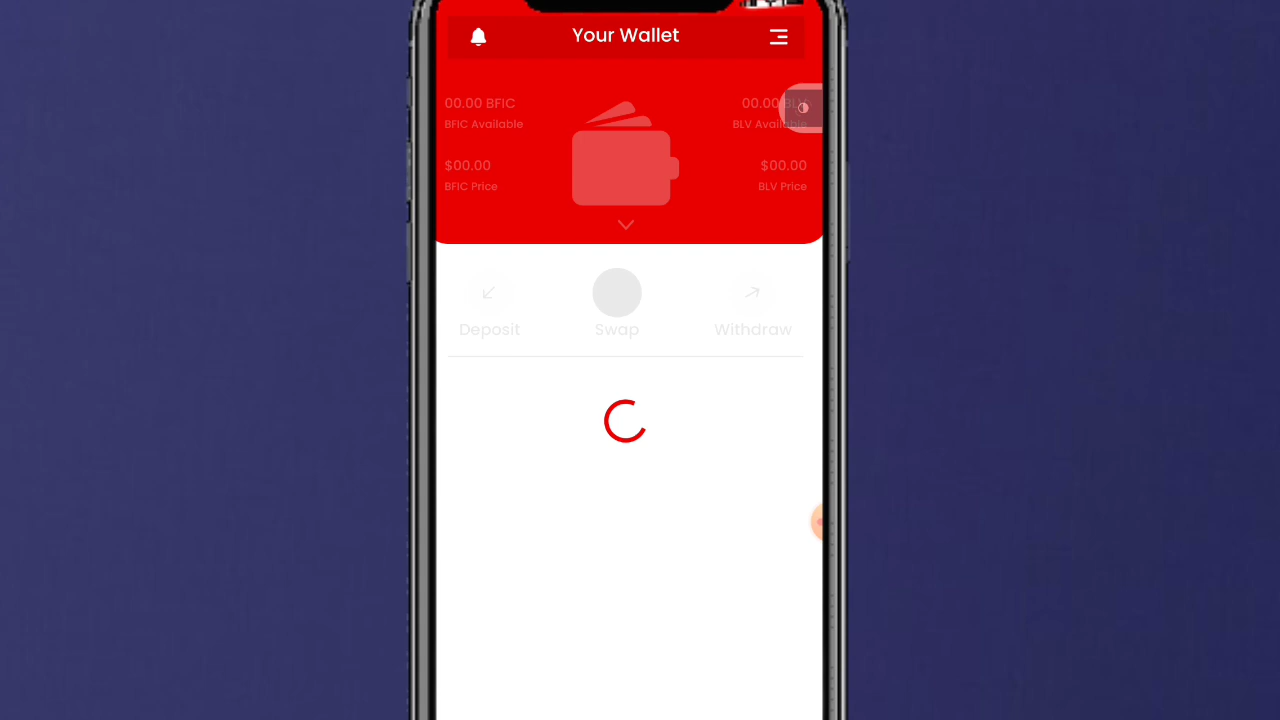 Your Wallet
00.00 BFIC
BFIC Available
00.00 BLV
BLV Available
$00.00
BFIC Price
$00.00
BLV Price
Deposit
Swap
Withdraw